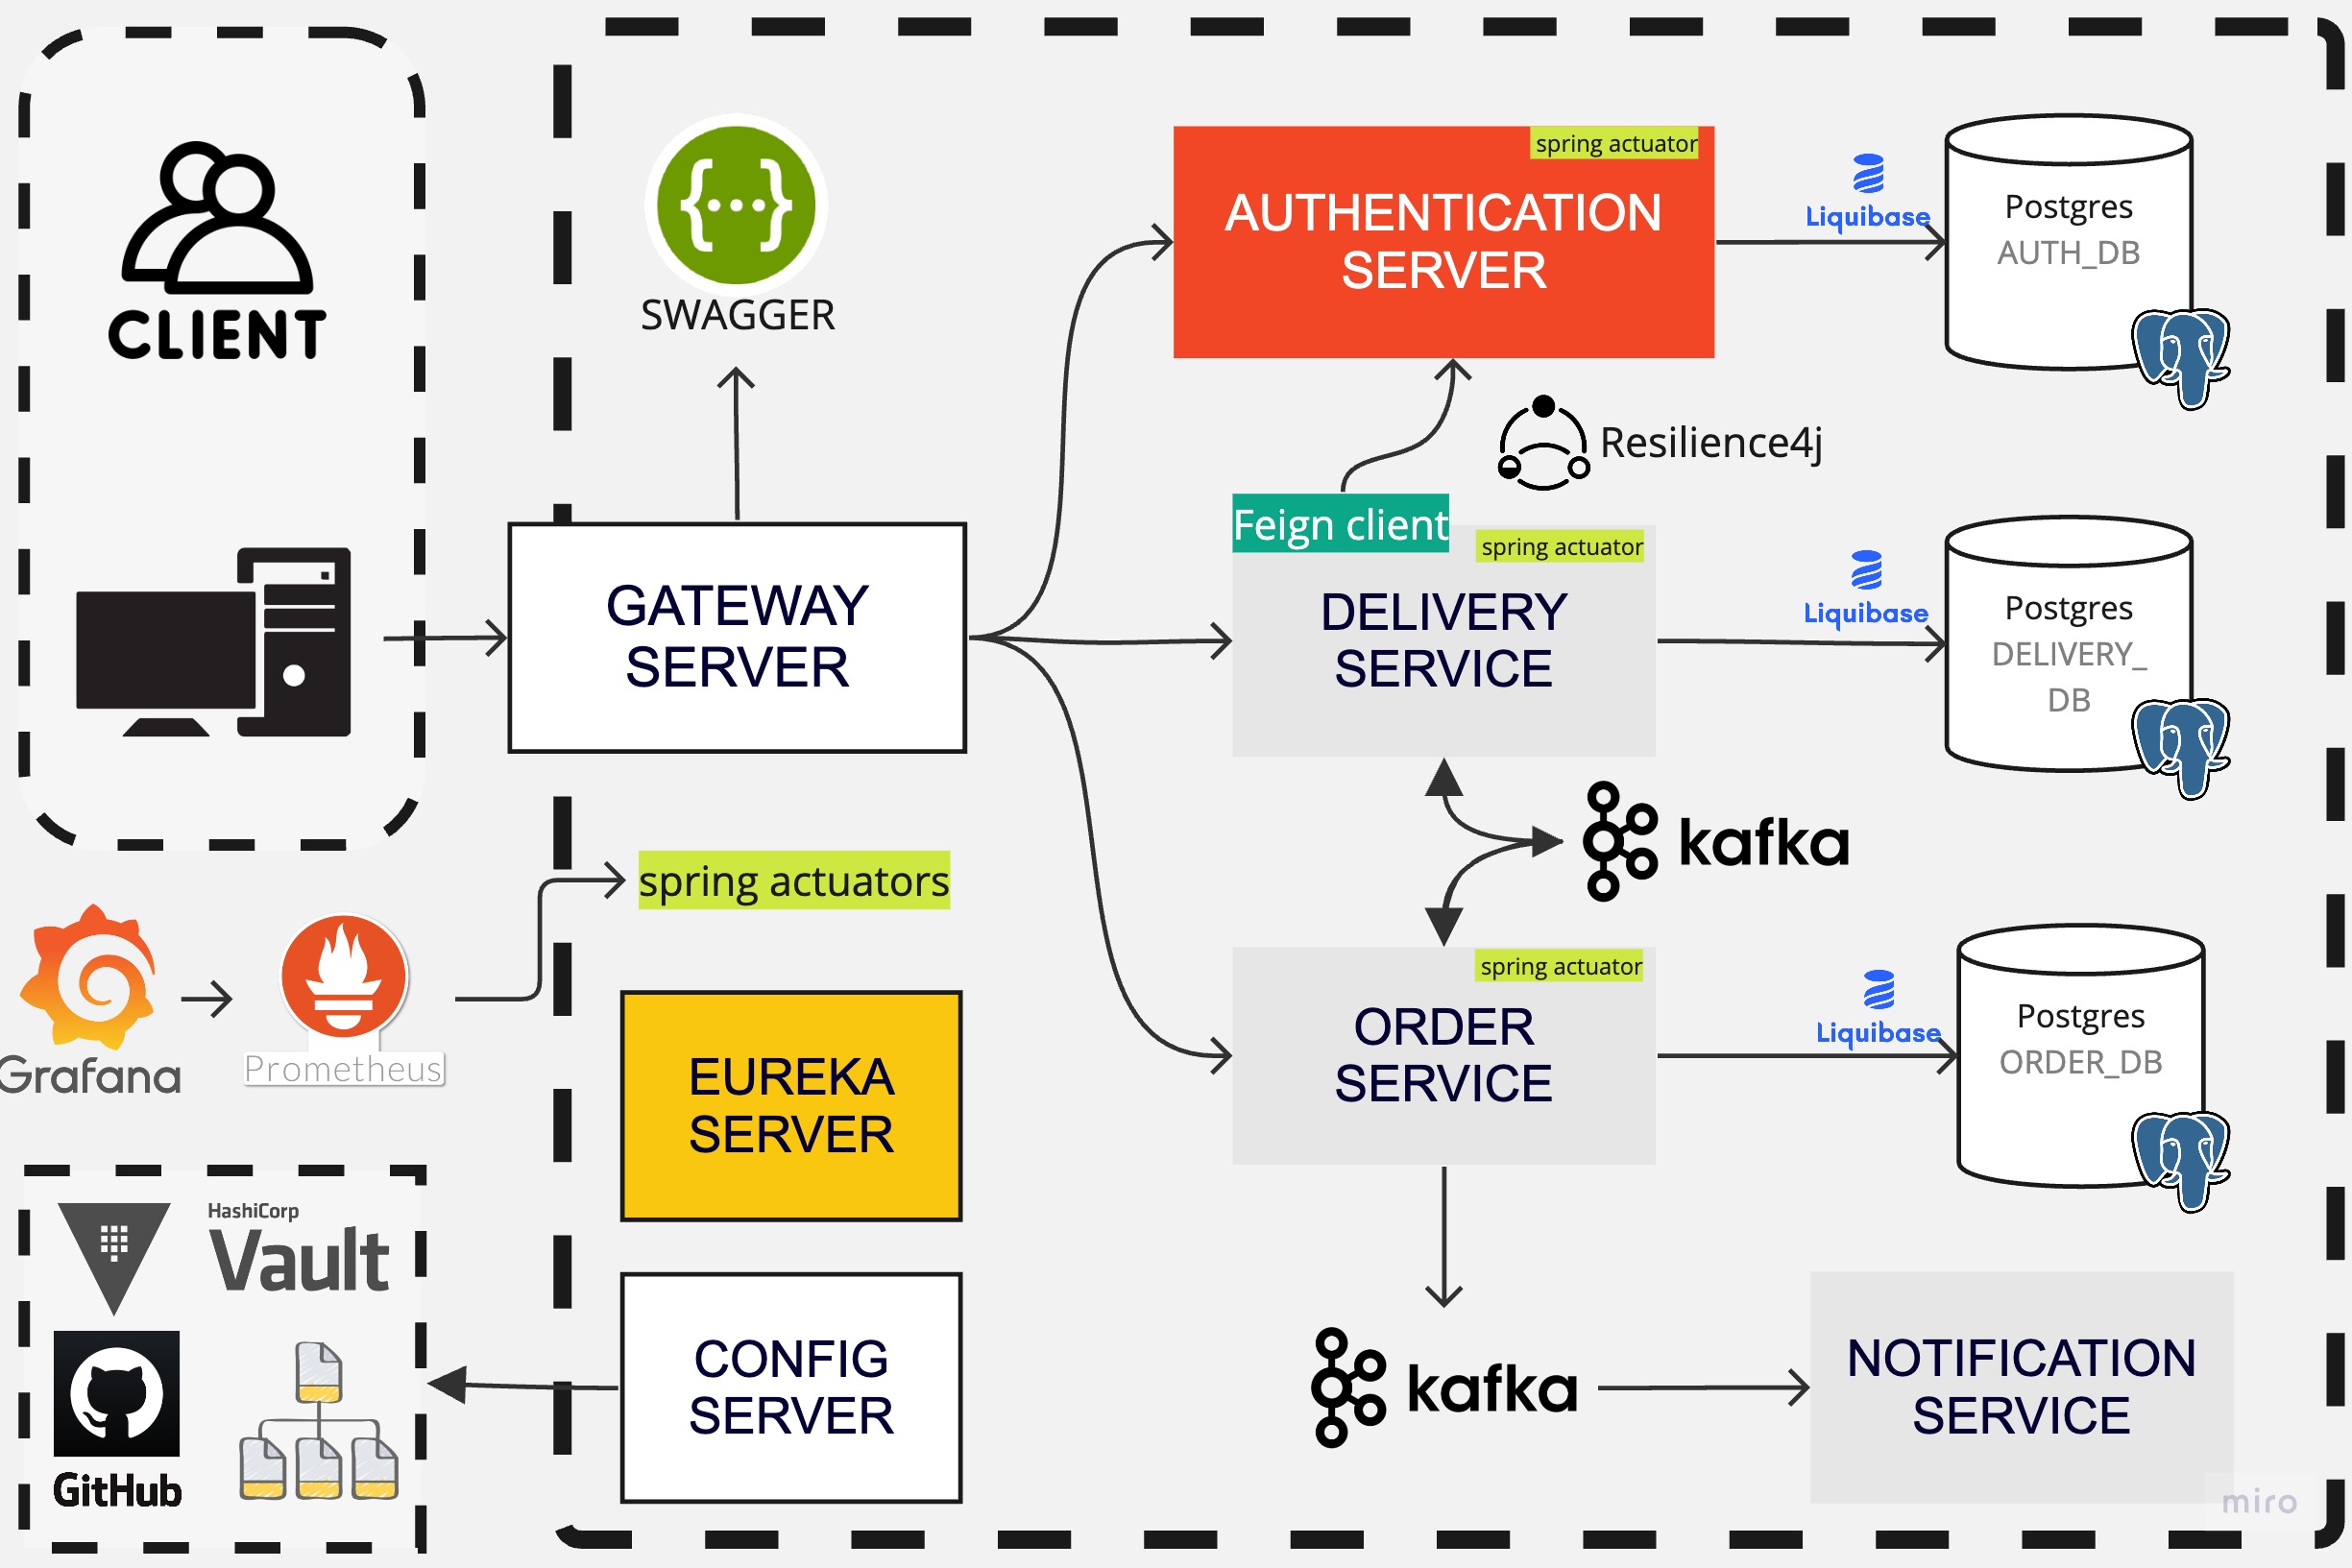 CLIENT
SWAGGER
GATEWAY
SERVER
spring actuator
AUTHENTICATION
SERVER
Liquibase
Postgres
AUTH_DB
Resilience4j
Feign client
spring actuator
DELIVERY
SERVICE
Liquibase
Postgres
DELIVERY_
DB
kafka
spring actuators
Grafana
Prometheus
EUREKA
SERVER
spring actuator
ORDER
SERVICE
Liquibase
Postgres
ORDER_DB
HashiCorp
Vault
GitHub
CONFIG
SERVER
kafka
NOTIFICATION
SERVICE
miro